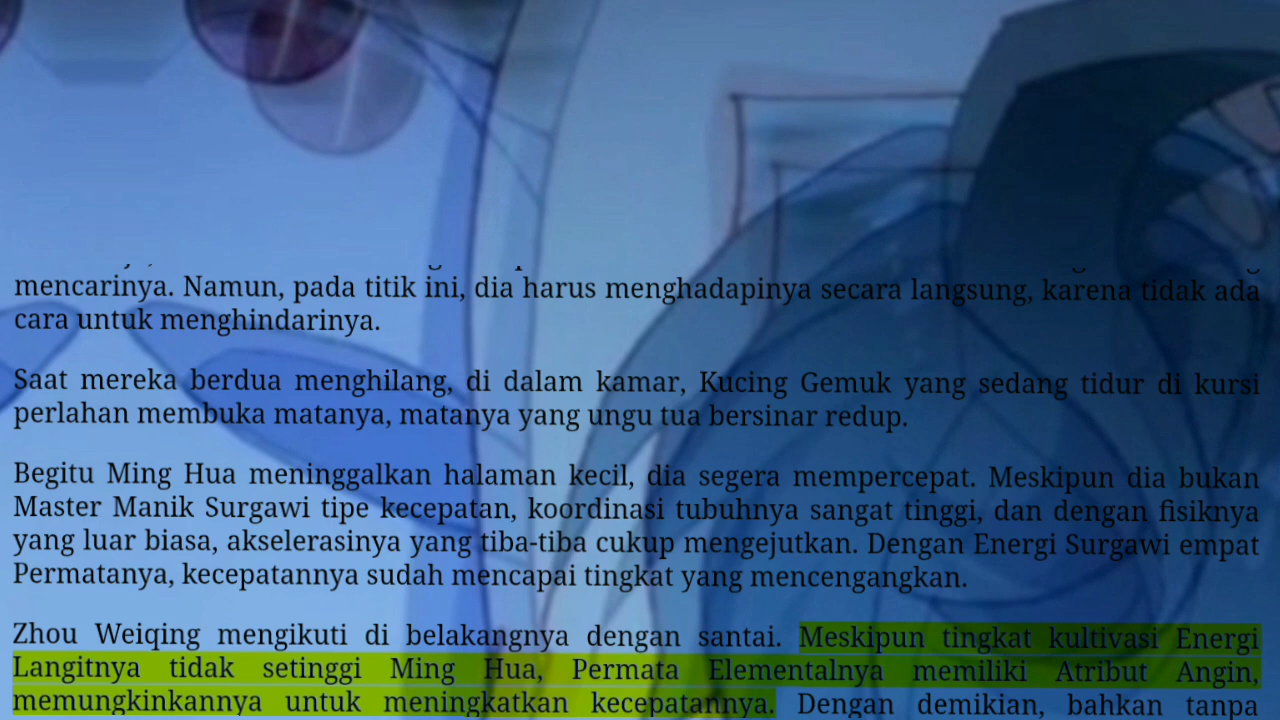 mencarinya. Namun, pada titik ini, dia harus menghadapinya secara langsung, karena tidak ada
cara untuk menghindarinya.
Saat mereka berdua menghilang, di dalam kamar, Kucing Gemuk yang sedang tidur di kursi
perlahan membuka matanya, matanya yang ungu tua bersinar redup.
Begitu Ming Hua meninggalkan halaman kecil, dia segera mempercepat. Meskipun dia bukan
Master Manik Surgawi tipe kecepatan, koordinasi tubuhnya sangat tinggi, dan dengan fisiknya
yang luar biasa, akselerasinya yang tiba-tiba cukup mengejutkan. Dengan Energi Surgawi empat
Permatanya, kecepatannya sudah mencapai tingkat yang mencengangkan.
Zhou Weiqing mengikuti di belakangnya dengan santai. Meskipun tingkat kultivasi Energi
Langitnya tidak setinggi Ming Hua, Permata Elementalnya memiliki Atribut Angin,
memungkinkannya untuk meningkatkan kecepatannya. Dengan demikian, bahkan tanpa